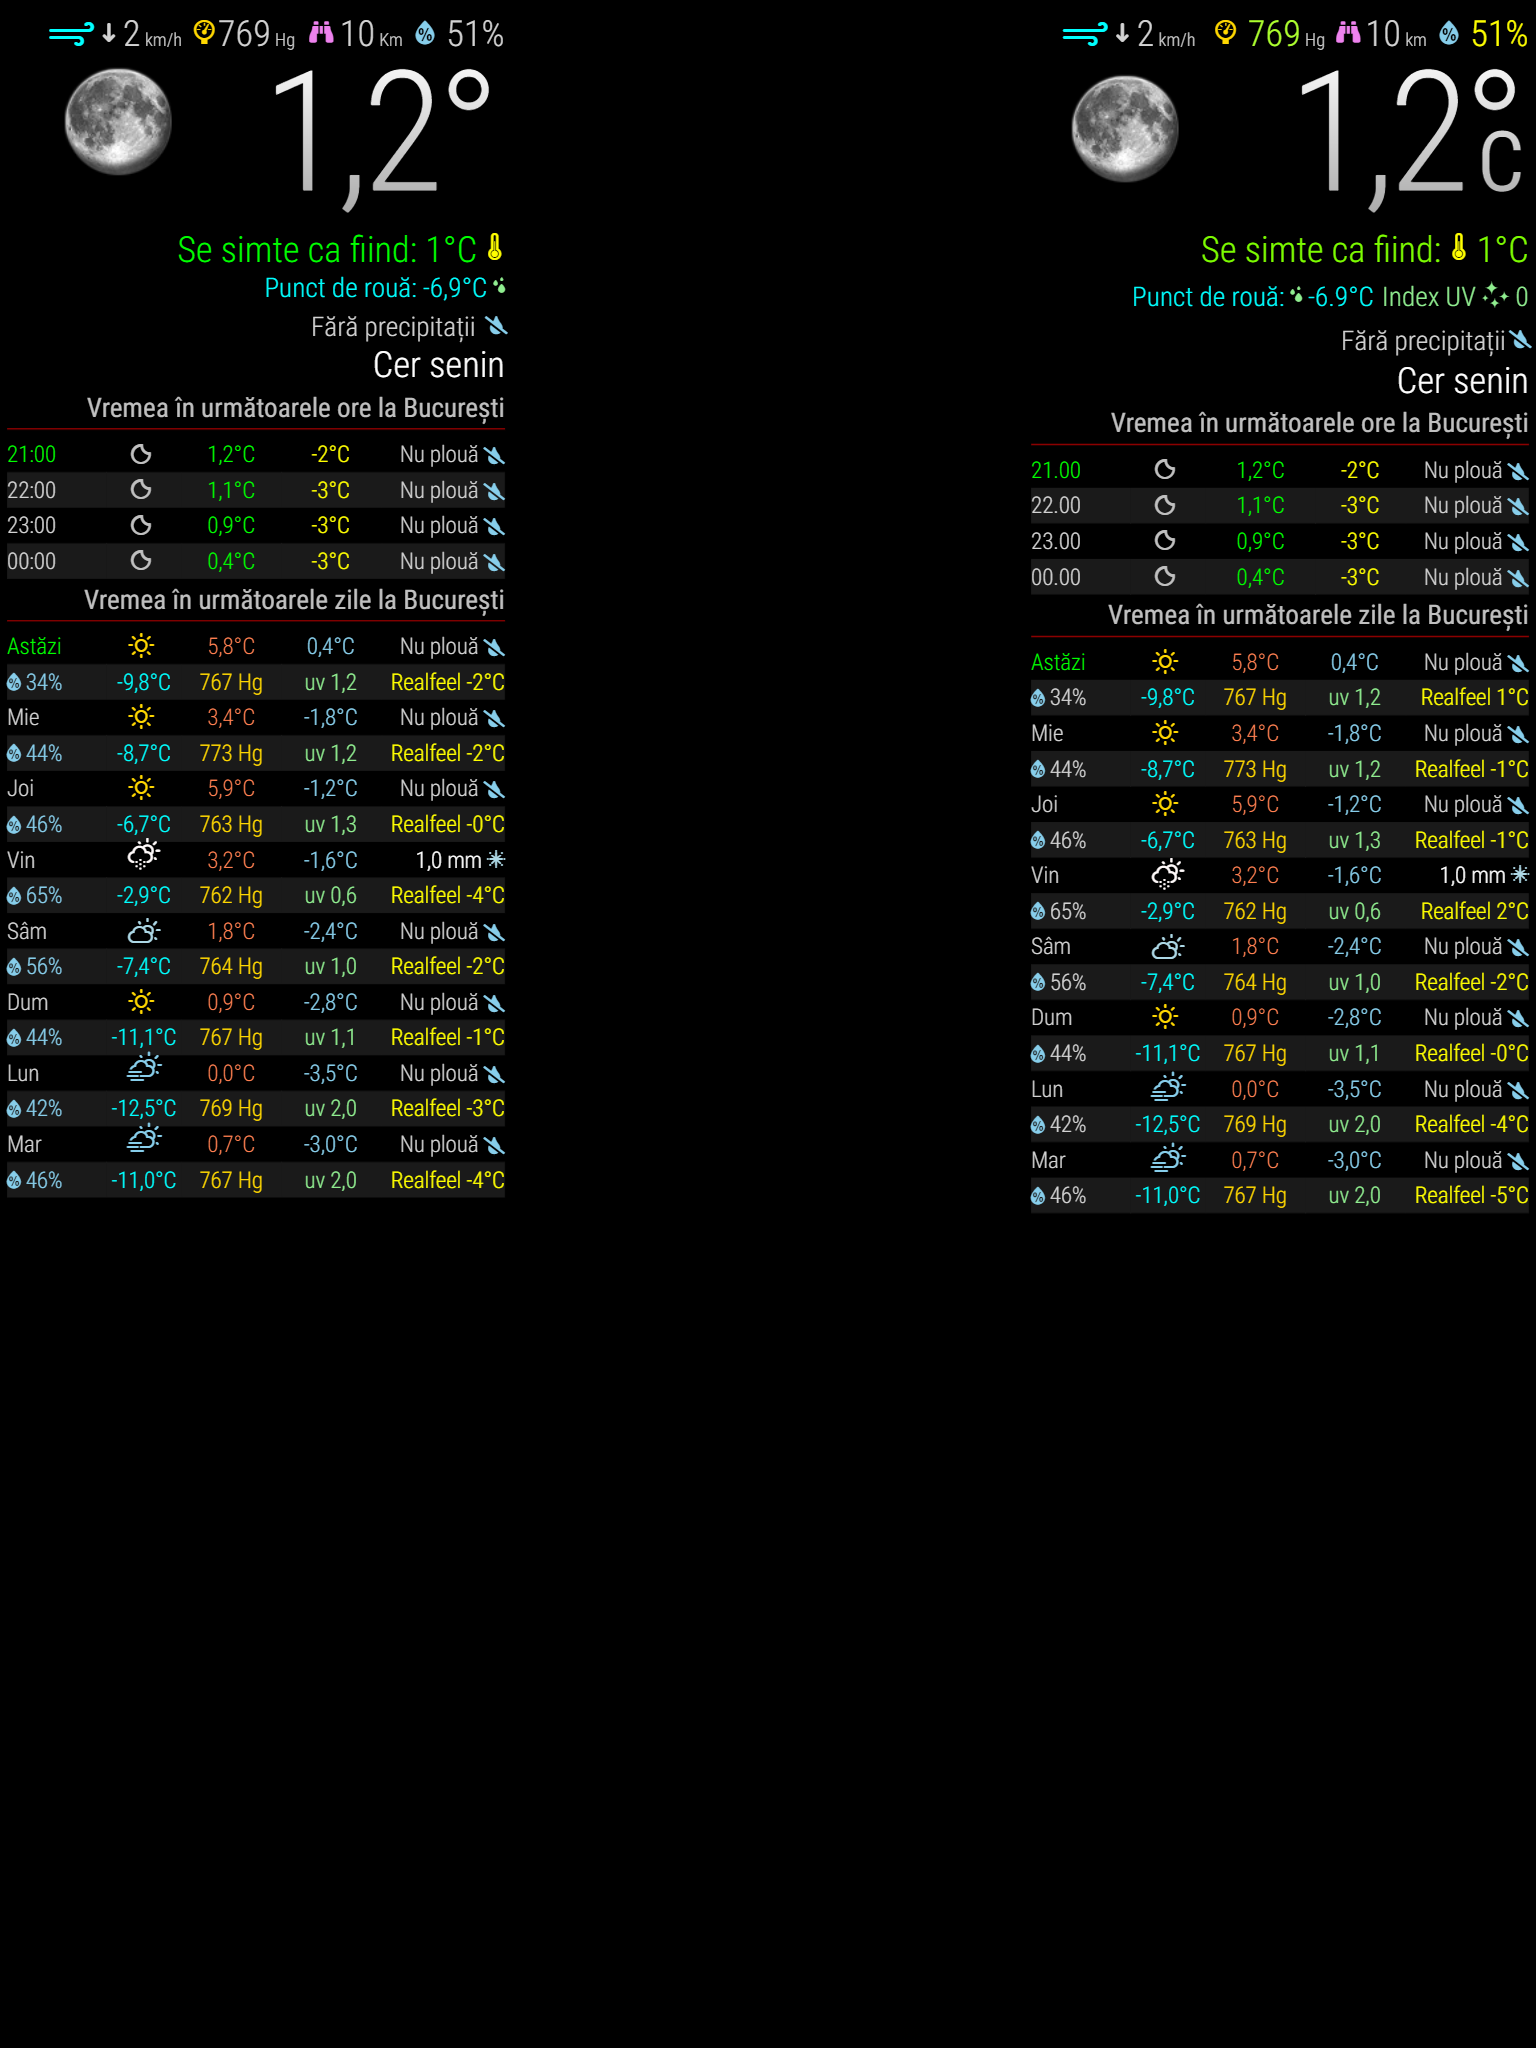 2 km/h 769 Hg 10 Km 51%
1,2°
Se simte ca fiind: 1°C
Punct de rouă: -6,9°C
Fără precipitații
Cer senin
Vremea în următoarele ore la București
21:00 1,2°C -2°C Nu plouă
22:00 1,1°C -3°C Nu plouă
23:00 0,9°C -3°C Nu plouă
00:00 0,4°C -3°C Nu plouă
Vremea în următoarele zile la București
Astăzi 5,8°C 0,4°C Nu plouă
34% -9,8°C 767 Hg uv 1,2 Realfeel -2°C
Mie 3,4°C -1,8°C Nu plouă
44% -8,7°C 773 Hg uv 1,2 Realfeel -2°C
Joi 5,9°C -1,2°C Nu plouă
46% -6,7°C 763 Hg uv 1,3 Realfeel -0°C
Vin 3,2°C -1,6°C 1,0 mm
65% -2,9°C 762 Hg uv 0,6 Realfeel -4°C
Sâm 1,8°C -2,4°C Nu plouă
56% -7,4°C 764 Hg uv 1,0 Realfeel -2°C
Dum 0,9°C -2,8°C Nu plouă
44% -11,1°C 767 Hg uv 1,1 Realfeel -1°C
Lun 0,0°C -3,5°C Nu plouă
42% -12,5°C 769 Hg uv 2,0 Realfeel -3°C
Mar 0,7°C -3,0°C Nu plouă
46% -11,0°C 767 Hg uv 2,0 Realfeel -4°C
2 km/h 769 Hg 10 km 51%
1,2°C
Se simte ca fiind: 1°C
Punct de rouă: -6.9°C Index UV 0
Fără precipitații
Cer senin
Vremea în următoarele ore la București
21.00 1,2°C -2°C Nu plouă
22.00 1,1°C -3°C Nu plouă
23.00 0,9°C -3°C Nu plouă
00.00 0,4°C -3°C Nu plouă
Vremea în următoarele zile la București
Astăzi 5,8°C 0,4°C Nu plouă
34% -9,8°C 767 Hg uv 1,2 Realfeel 1°C
Mie 3,4°C -1,8°C Nu plouă
44% -8,7°C 773 Hg uv 1,2 Realfeel -1°C
Joi 5,9°C -1,2°C Nu plouă
46% -6,7°C 763 Hg uv 1,3 Realfeel -1°C
Vin 3,2°C -1,6°C 1,0 mm
65% -2,9°C 762 Hg uv 0,6 Realfeel 2°C
Sâm 1,8°C -2,4°C Nu plouă
56% -7,4°C 764 Hg uv 1,0 Realfeel -2°C
Dum 0,9°C -2,8°C Nu plouă
44% -11,1°C 767 Hg uv 1,1 Realfeel -0°C
Lun 0,0°C -3,5°C Nu plouă
42% -12,5°C 769 Hg uv 2,0 Realfeel -4°C
Mar 0,7°C -3,0°C Nu plouă
46% -11,0°C 767 Hg uv 2,0 Realfeel -5°C